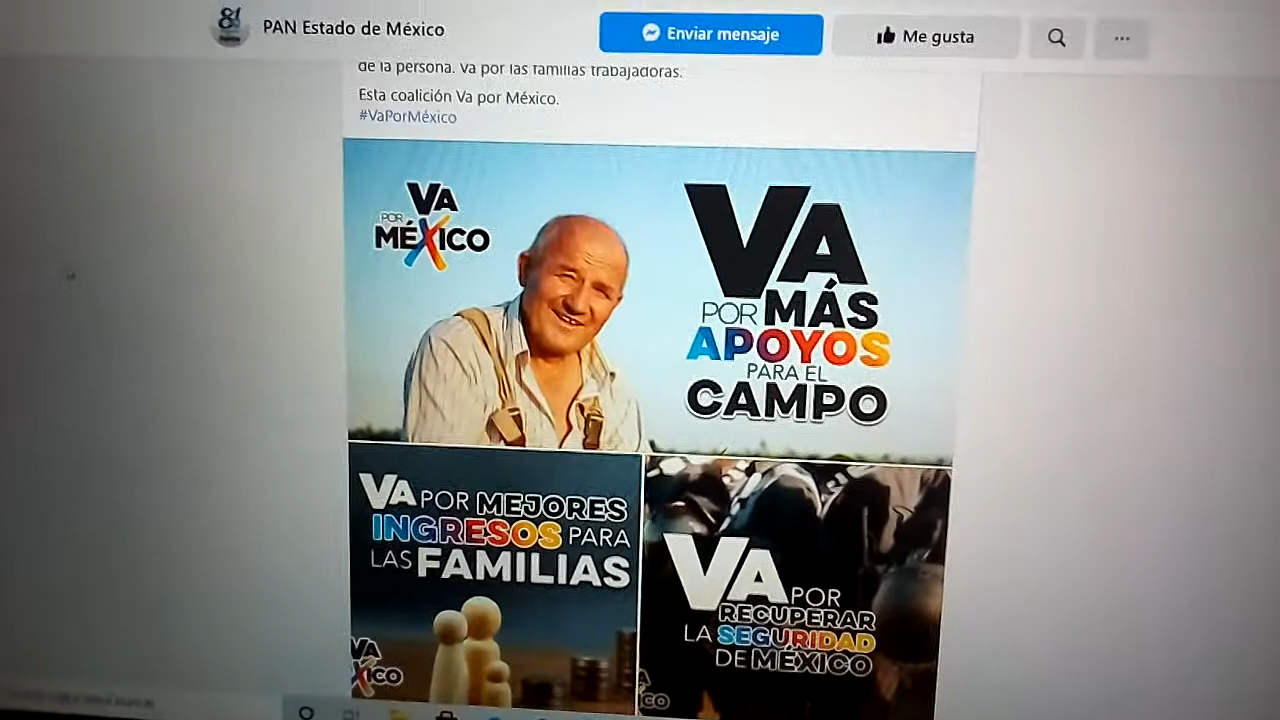 PAN Estado de México
Enviar mensaje
Me gusta
de la persona. Va por las familias trabajadoras.
Esta coalición Va por México.
#VaPorMéxico
VA
POR
MÉXICO
VA
POR MÁS
APOYOS
PARA EL
CAMPO
VA POR MEJORES
INGRESOS PARA
LAS FAMILIAS
VA
XICO
VA POR
RECUPERAR
LA SEGURIDAD
DE MÉXICO
CO